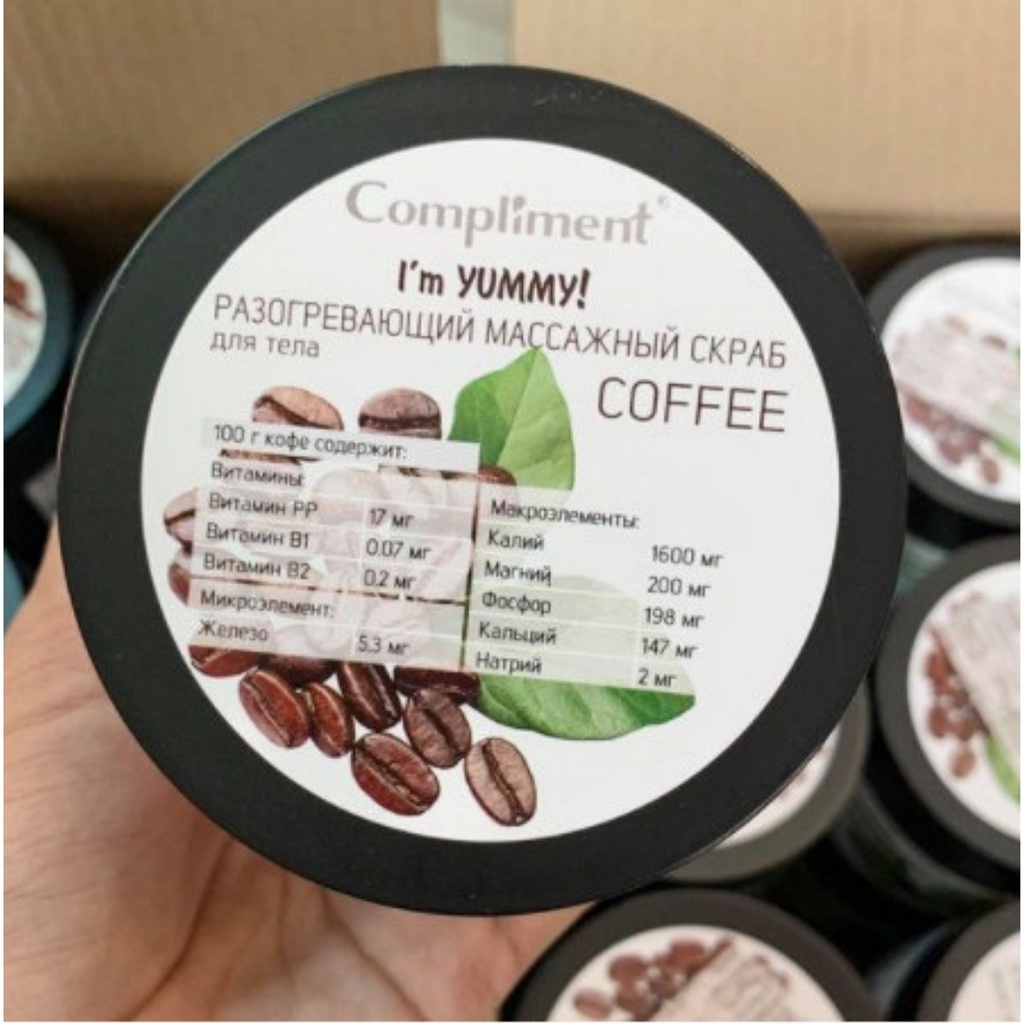 Compliment
I'm YUMMY!
РАЗОГРЕВАЮЩИЙ МАССАЖНЫЙ СКРАБ
для тела
COFFEE
100 г кофе содержит:
Витамины:
Витамин PP 17 мг
Витамин B1 0.07 мг
Витамин B2 0.2 мг
Микроэлемент:
Железо 5.3 мг
Макроэлементы:
Калий 1600 мг
Магний 200 мг
Фосфор 198 мг
Кальций 147 мг
Натрий 2 мг